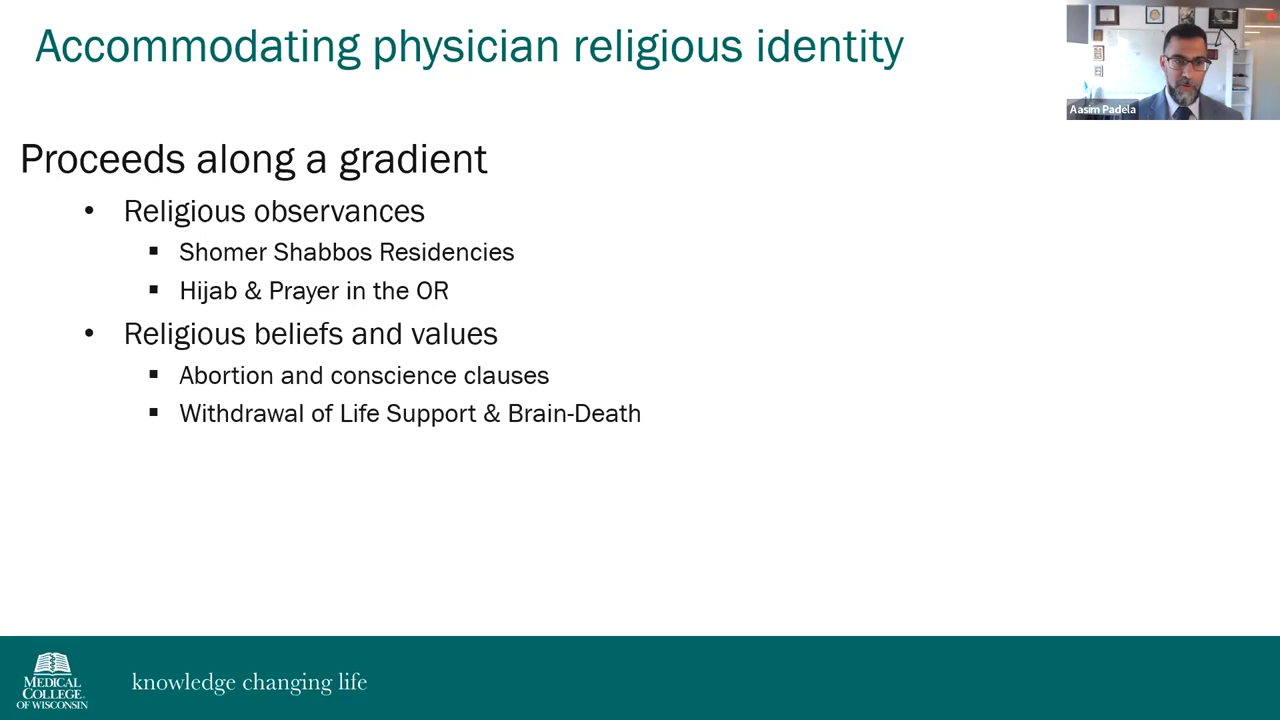 Accommodating physician religious identity
Aasim Padela
Proceeds along a gradient
• Religious observances
▪ Shomer Shabbos Residencies
▪ Hijab & Prayer in the OR
• Religious beliefs and values
▪ Abortion and conscience clauses
▪ Withdrawal of Life Support & Brain-Death
MEDICAL
COLLEGE
OF WISCONSIN
knowledge changing life